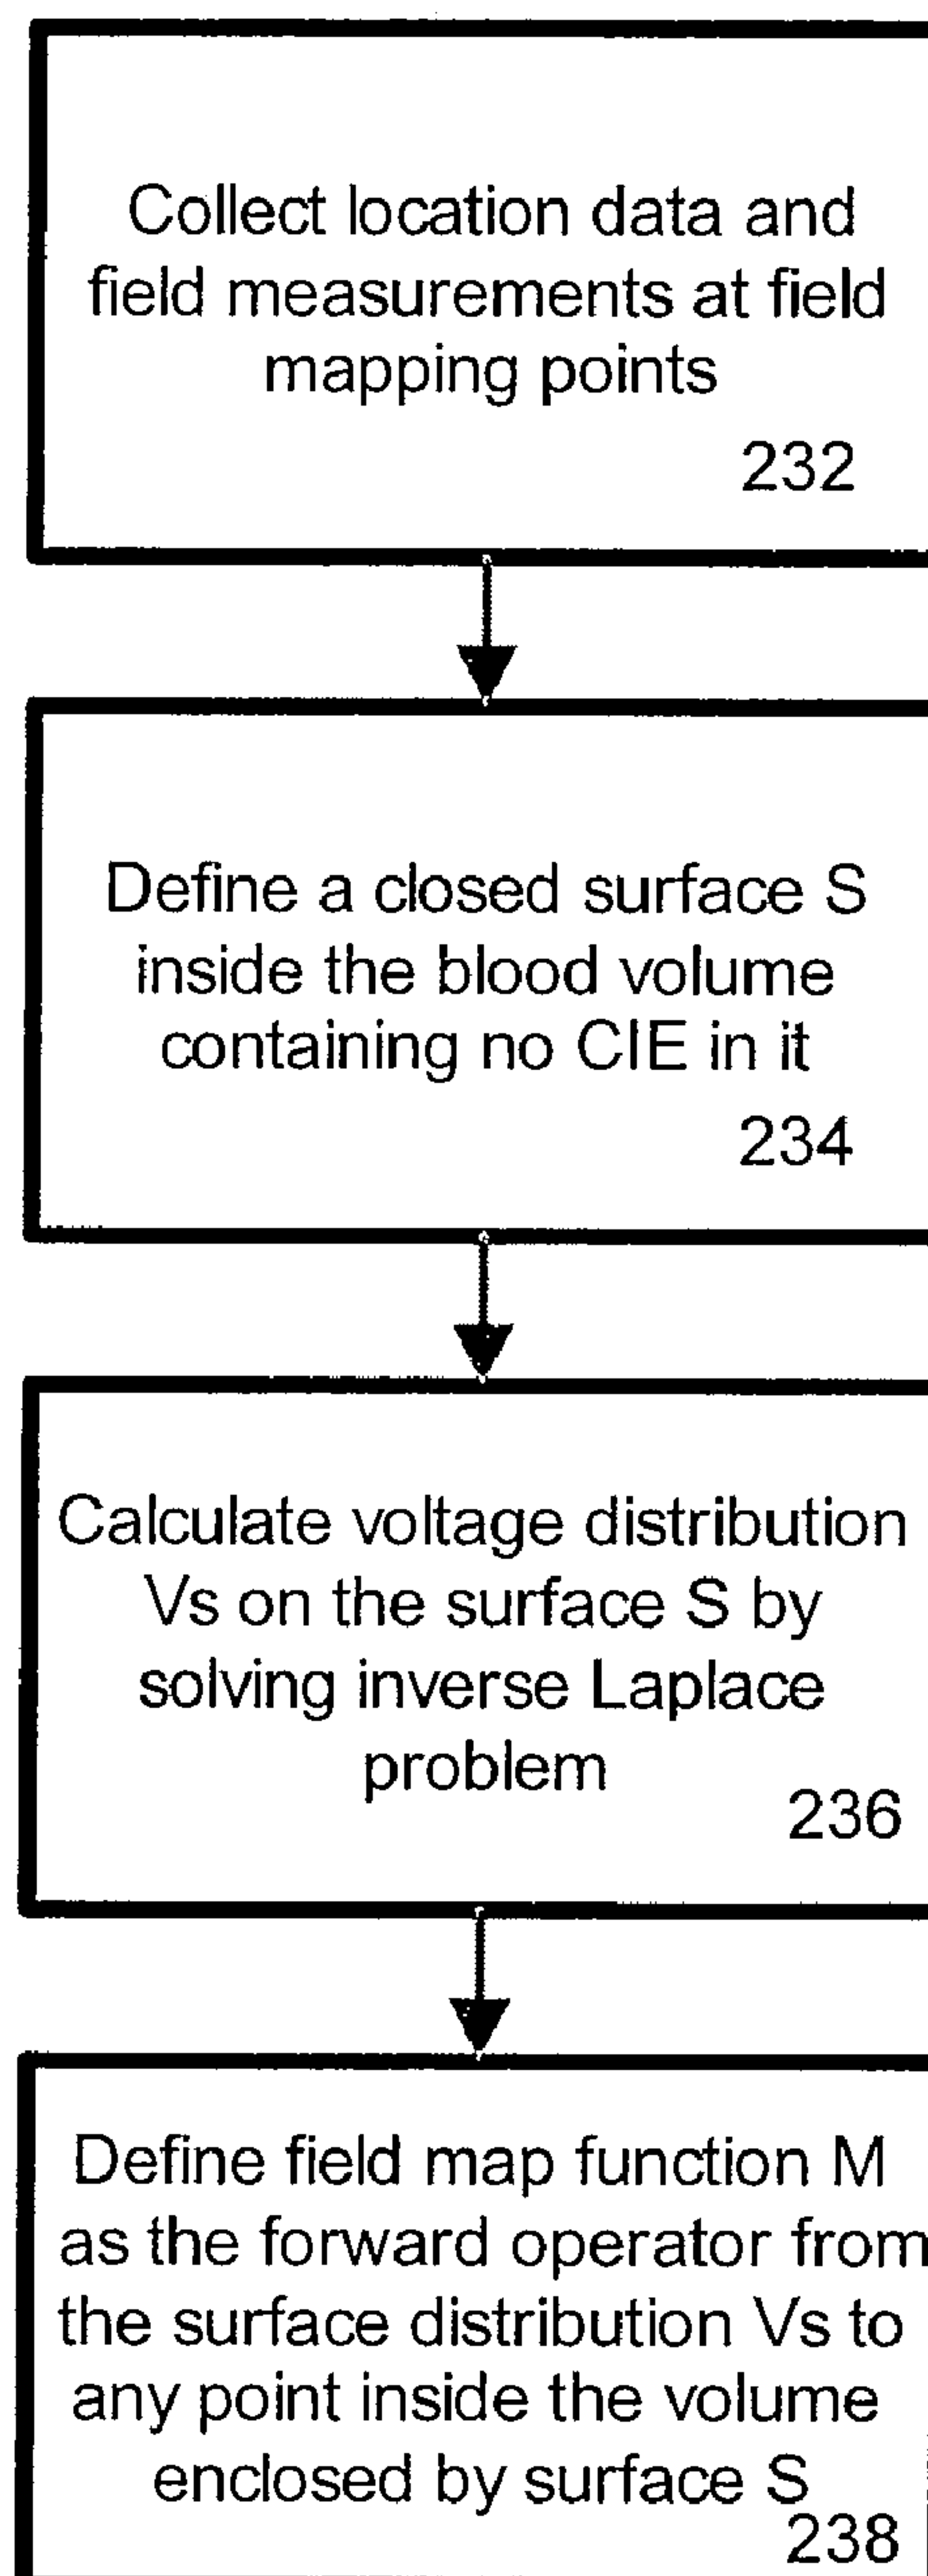 Collect location data and
field measurements at field
mapping points
232
Define a closed surface S
inside the blood volume
containing no CIE in it
234
Calculate voltage distribution
Vs on the surface S by
solving inverse Laplace
problem
236
Define field map function M
as the forward operator from
the surface distribution Vs to
any point inside the volume
enclosed by surface S
238